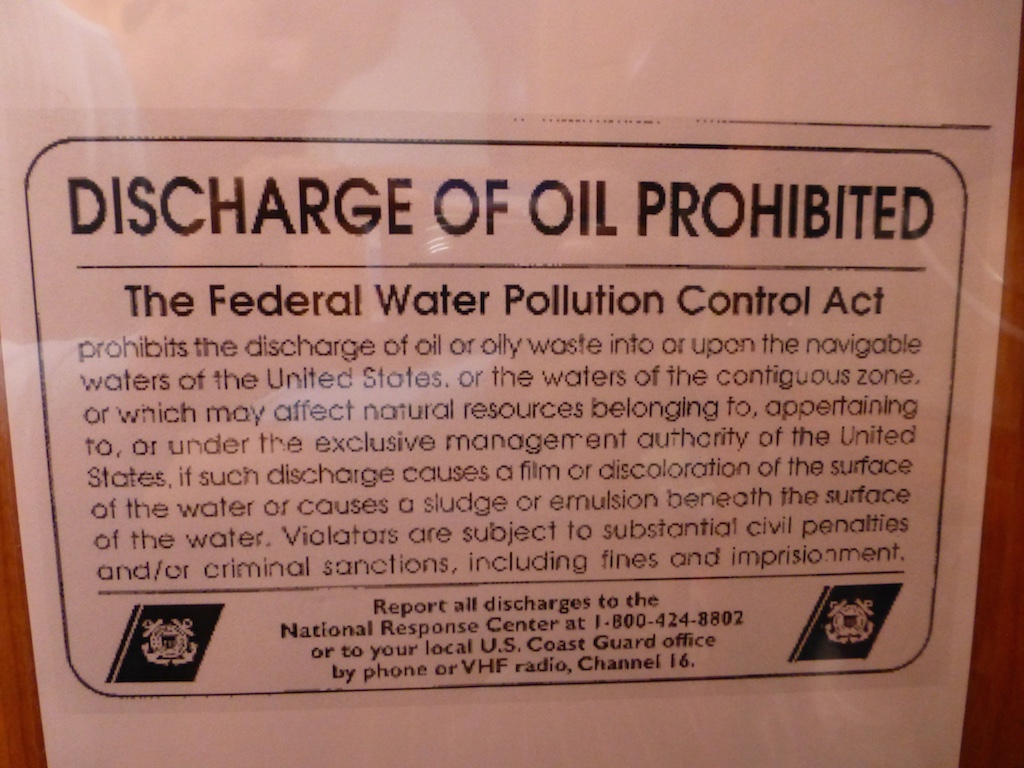 DISCHARGE OF OIL PROHIBITED
The Federal Water Pollution Control Act
prohibits the discharge of oil or oily waste into or upon the navigable
waters of the United States, or the waters of the contiguous zone,
or which may affect natural resources belonging to, appertaining
to, or under the exclusive management authority of the United
States, if such discharge causes a film or discoloration of the surface
of the water or causes a sludge or emulsion beneath the surface
of the water. Violators are subject to substantial civil penalties
and/or criminal sanctions, including fines and imprisionment.
Report all discharges to the
National Response Center at 1-800-424-8802
or to your local U.S. Coast Guard office
by phone or VHF radio, Channel 16.